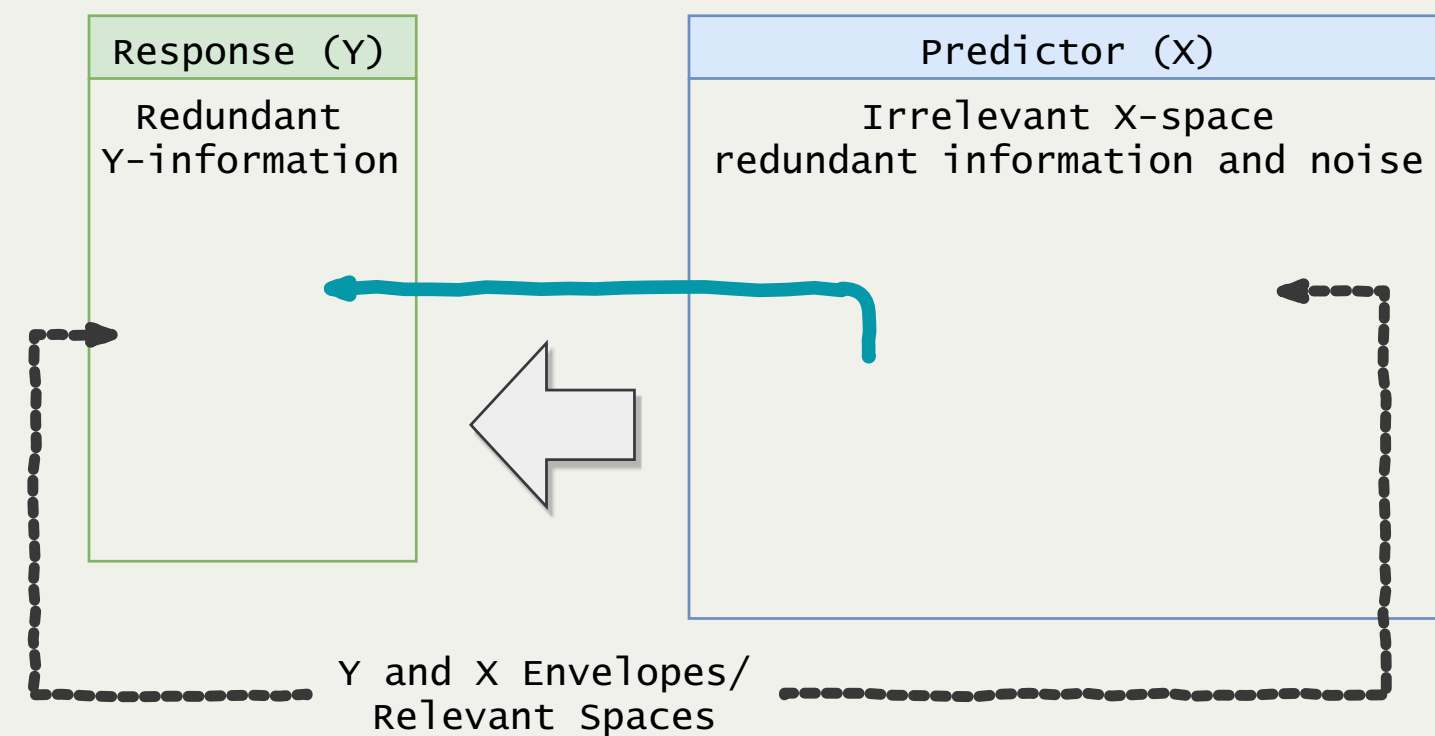 Response (Y)
Redundant
Y-information
Predictor (X)
Irrelevant X-space
redundant information and noise
Y and X Envelopes/
Relevant Spaces